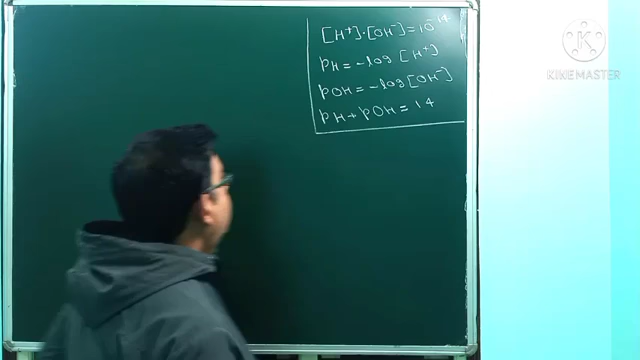 [H⁺]·[OH⁻] = 10⁻¹⁴
PH = -log [H⁺]
POH = -log [OH⁻]
PH + POH = 14
KINEMASTER